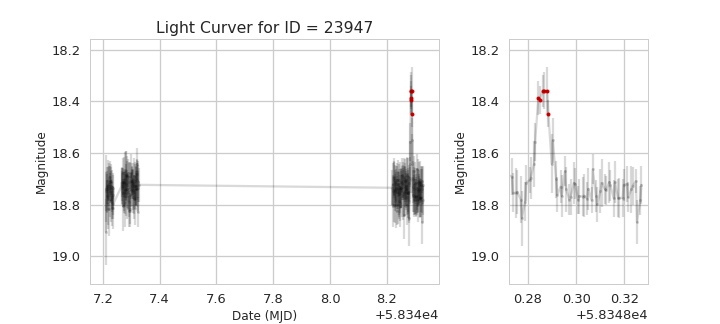 Light Curver for ID = 23947
Magnitude
18.2
18.4
18.6
18.8
19.0
7.2 7.4 7.6 7.8 8.0 8.2
Date (MJD)
+5.834e4
Magnitude
18.2
18.4
18.6
18.8
19.0
0.28 0.30 0.32
+5.8348e4